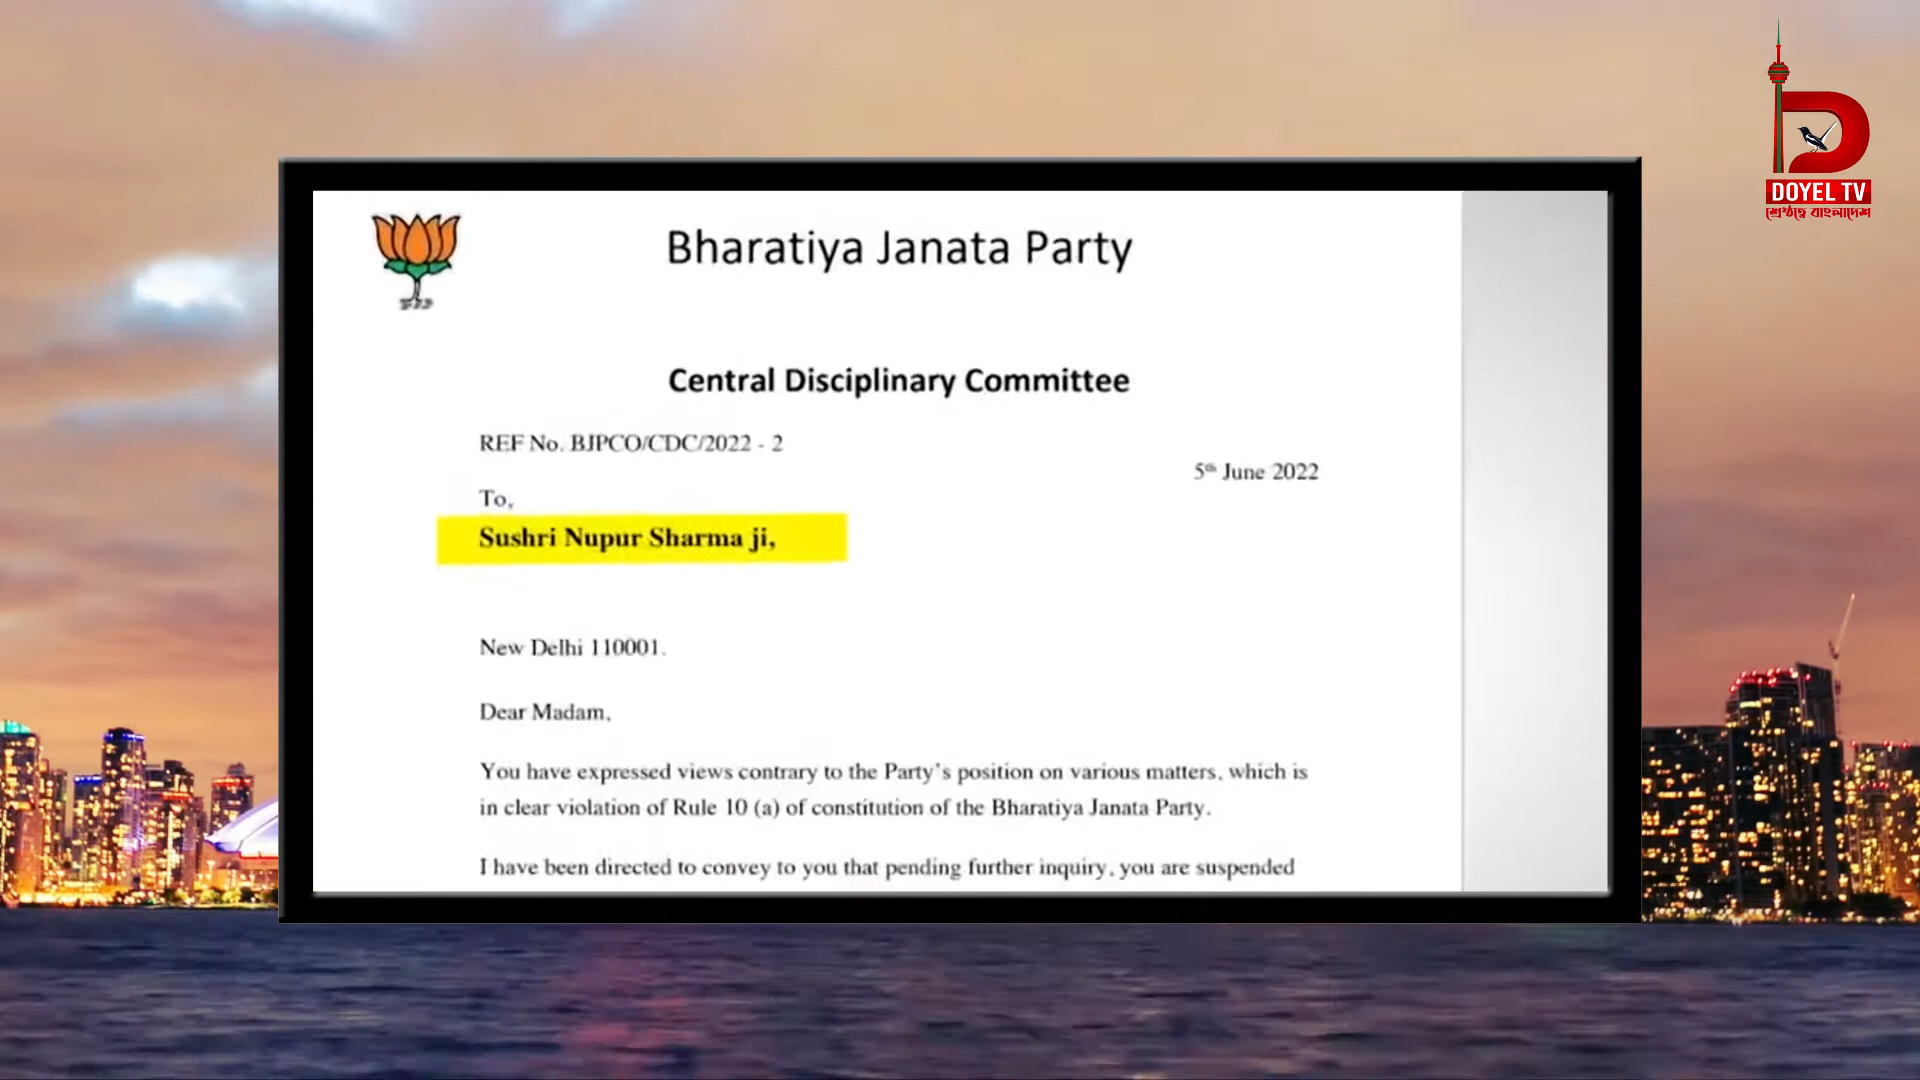 DOYEL TV
শ্রেষ্ঠত্বে বাংলাদেশ
Bharatiya Janata Party
Central Disciplinary Committee
REF No. BJPCO/CDC/2022 - 2
5th June 2022
To,
Sushri Nupur Sharma ji,
New Delhi 110001.
Dear Madam,
You have expressed views contrary to the Party's position on various matters, which is
in clear violation of Rule 10 (a) of constitution of the Bharatiya Janata Party.
I have been directed to convey to you that pending further inquiry, you are suspended